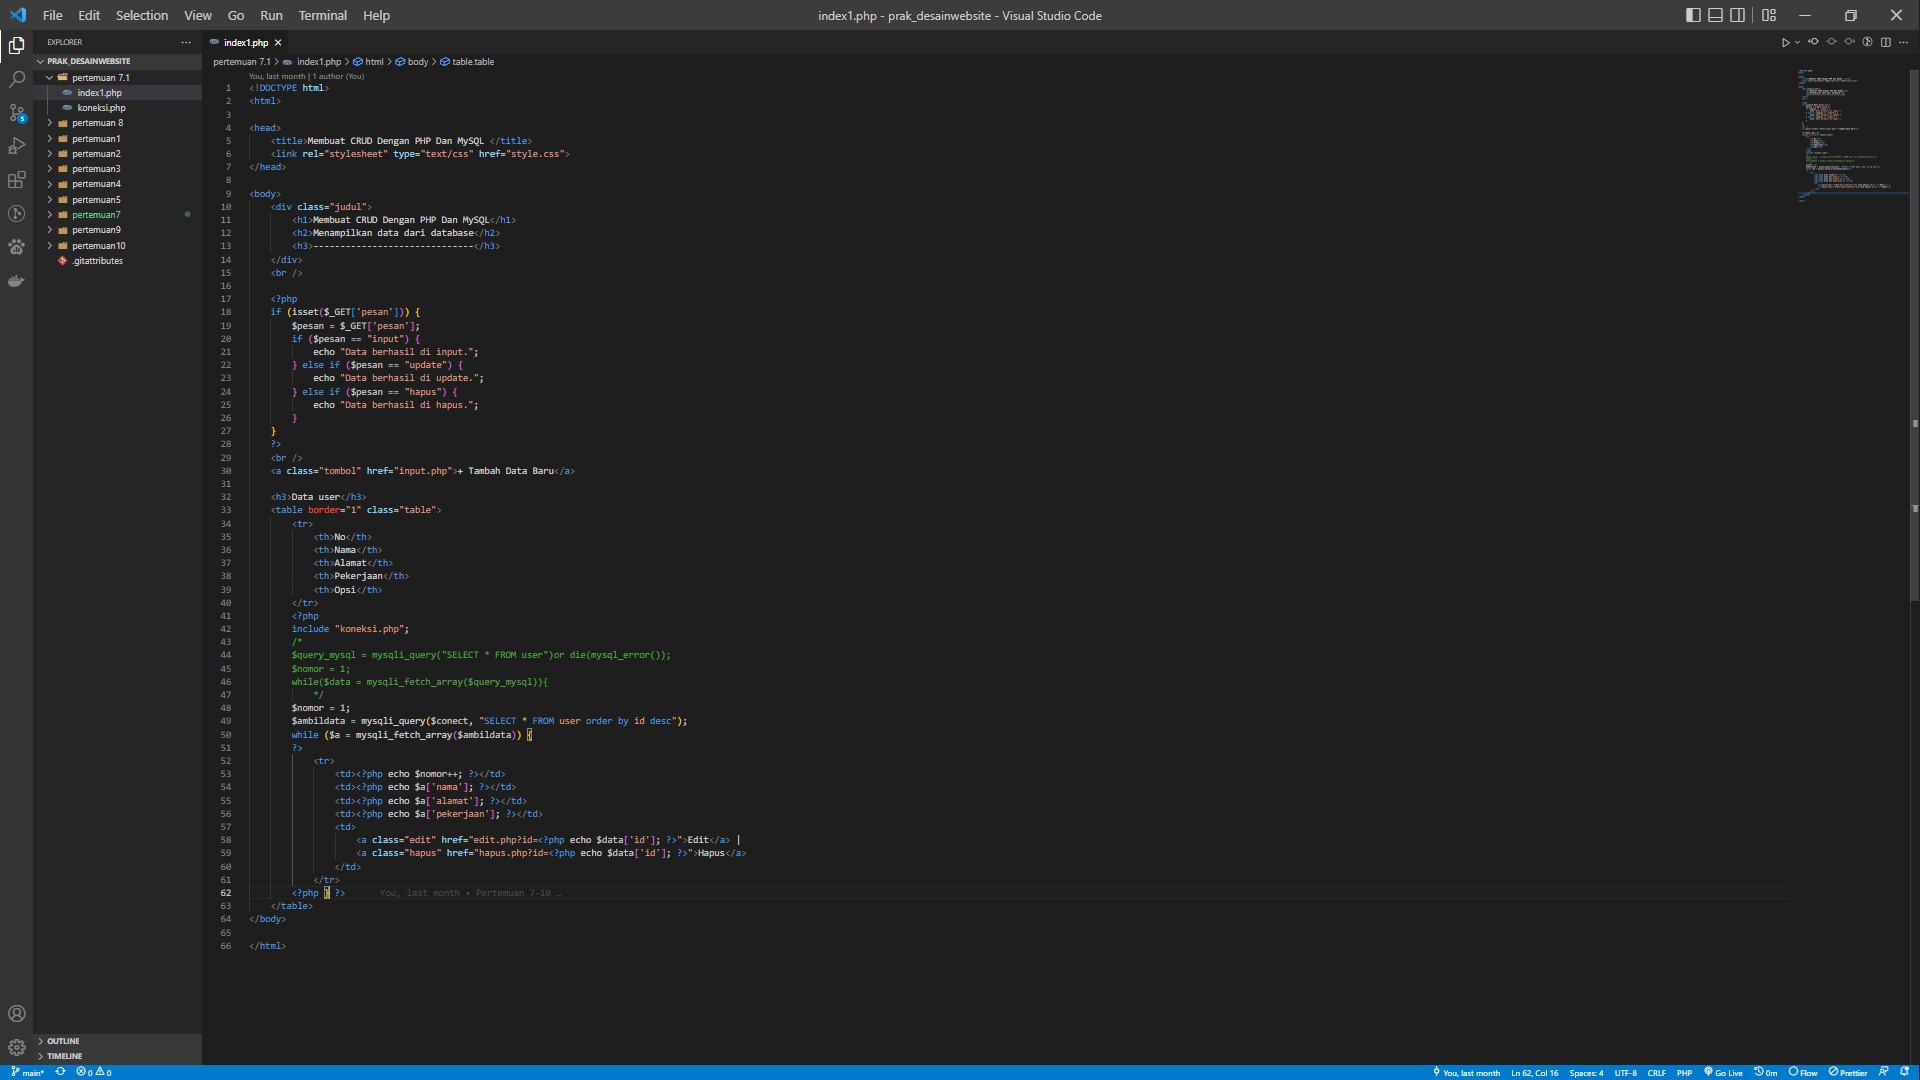 File Edit Selection View Go Run Terminal Help
index1.php - prak_desainwebsite - Visual Studio Code
EXPLORER
PRAK_DESAINWEBSITE
pertemuan 7.1
index1.php
koneksi.php
pertemuan 8
pertemuan1
pertemuan2
pertemuan3
pertemuan4
pertemuan5
pertemuan7
pertemuan9
pertemuan10
.gitattributes
OUTLINE
TIMELINE
index1.php
pertemuan 7.1 > index1.php > html > body > table.table
You, last month | 1 author (You)
1 <!DOCTYPE html>
2 <html>
3
4 <head>
5 <title>Membuat CRUD Dengan PHP Dan MySQL </title>
6 <link rel="stylesheet" type="text/css" href="style.css">
7 </head>
8
9 <body>
10 <div class="judul">
11 <h1>Membuat CRUD Dengan PHP Dan MySQL</h1>
12 <h2>Menampilkan data dari database</h2>
13 <h3>------------------------------</h3>
14 </div>
15 <br />
16
17 <?php
18 if (isset($_GET['pesan'])) {
19 $pesan = $_GET['pesan'];
20 if ($pesan == "input") {
21 echo "Data berhasil di input.";
22 } else if ($pesan == "update") {
23 echo "Data berhasil di update.";
24 } else if ($pesan == "hapus") {
25 echo "Data berhasil di hapus.";
26 }
27 }
28 ?>
29 <br />
30 <a class="tombol" href="input.php">+ Tambah Data Baru</a>
31
32 <h3>Data user</h3>
33 <table border="1" class="table">
34 <tr>
35 <th>No</th>
36 <th>Nama</th>
37 <th>Alamat</th>
38 <th>Pekerjaan</th>
39 <th>Opsi</th>
40 </tr>
41 <?php
42 include "koneksi.php";
43 /*
44 $query_mysql = mysqli_query("SELECT * FROM user")or die(mysql_error());
45 $nomor = 1;
46 while($data = mysqli_fetch_array($query_mysql)){
47 */
48 $nomor = 1;
49 $ambildata = mysqli_query($conect, "SELECT * FROM user order by id desc");
50 while ($a = mysqli_fetch_array($ambildata)) {
51 ?>
52 <tr>
53 <td><?php echo $nomor++; ?></td>
54 <td><?php echo $a['nama']; ?></td>
55 <td><?php echo $a['alamat']; ?></td>
56 <td><?php echo $a['pekerjaan']; ?></td>
57 <td>
58 <a class="edit" href="edit.php?id=<?php echo $data['id']; ?>">Edit</a> |
59 <a class="hapus" href="hapus.php?id=<?php echo $data['id']; ?>">Hapus</a>
60 </td>
61 </tr>
62 <?php } ?> You, last month • Pertemuan 7-10 …
63 </table>
64 </body>
65
66 </html>
5
main* 0 0
You, last month Ln 62, Col 16 Spaces: 4 UTF-8 CRLF PHP Go Live 0m Flow Prettier